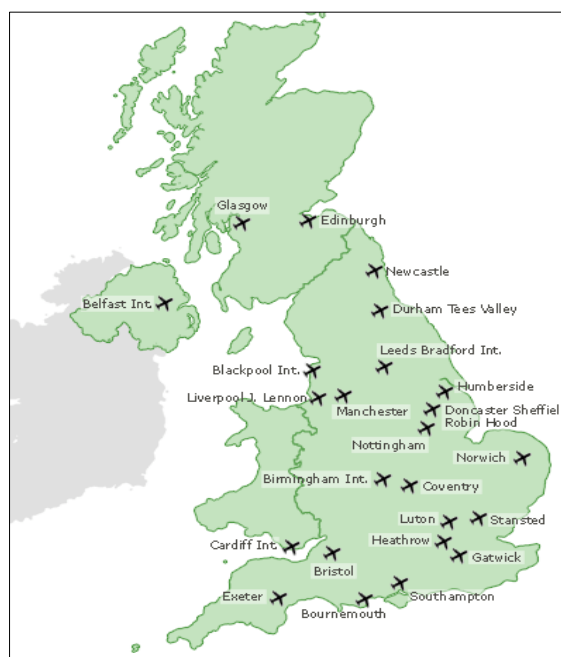 Glasgow
Edinburgh
Newcastle
Belfast Int.
Durham Tees Valley
Leeds Bradford Int.
Blackpool Int.
Humberside
Liverpool J. Lennon
Manchester
Doncaster Sheffiel
Robin Hood
Nottingham
Norwich
Birmingham Int.
Coventry
Luton
Stansted
Heathrow
Cardiff Int.
Gatwick
Bristol
Southampton
Exeter
Bournemouth